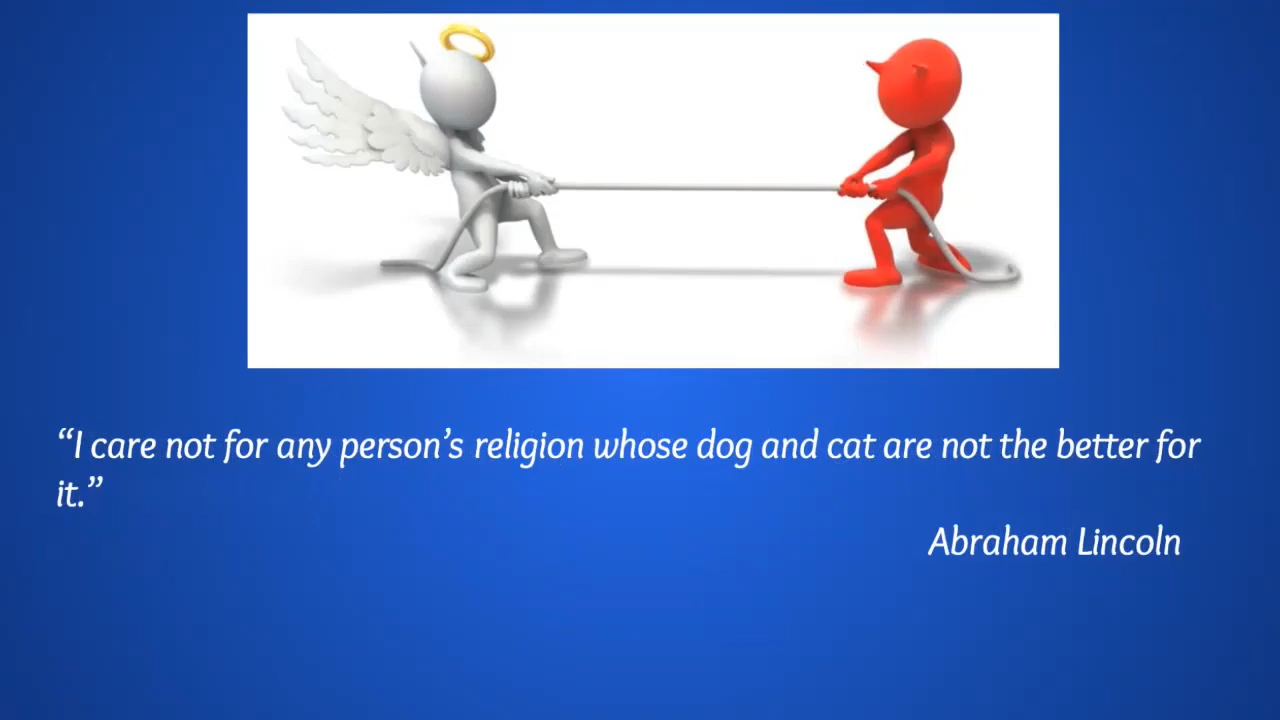 “I care not for any person’s religion whose dog and cat are not the better for
it.”
Abraham Lincoln